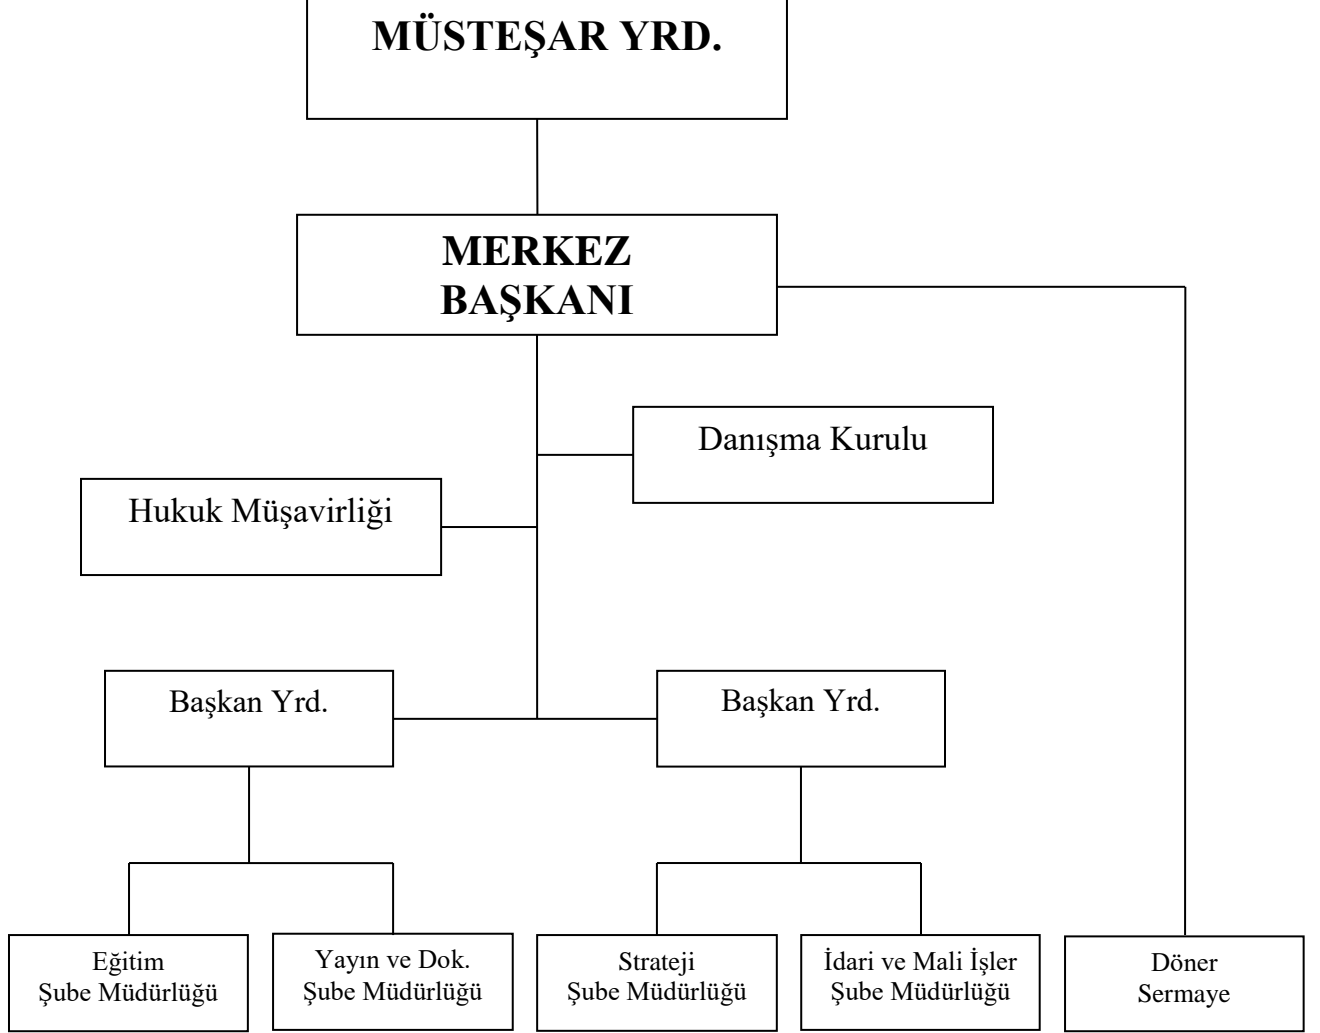 MÜSTEŞAR YRD.
MERKEZ
BAŞKANI
Danışma Kurulu
Hukuk Müşavirliği
Başkan Yrd.
Başkan Yrd.
Eğitim
Şube Müdürlüğü
Yayın ve Dok.
Şube Müdürlüğü
Strateji
Şube Müdürlüğü
İdari ve Mali İşler
Şube Müdürlüğü
Döner
Sermaye